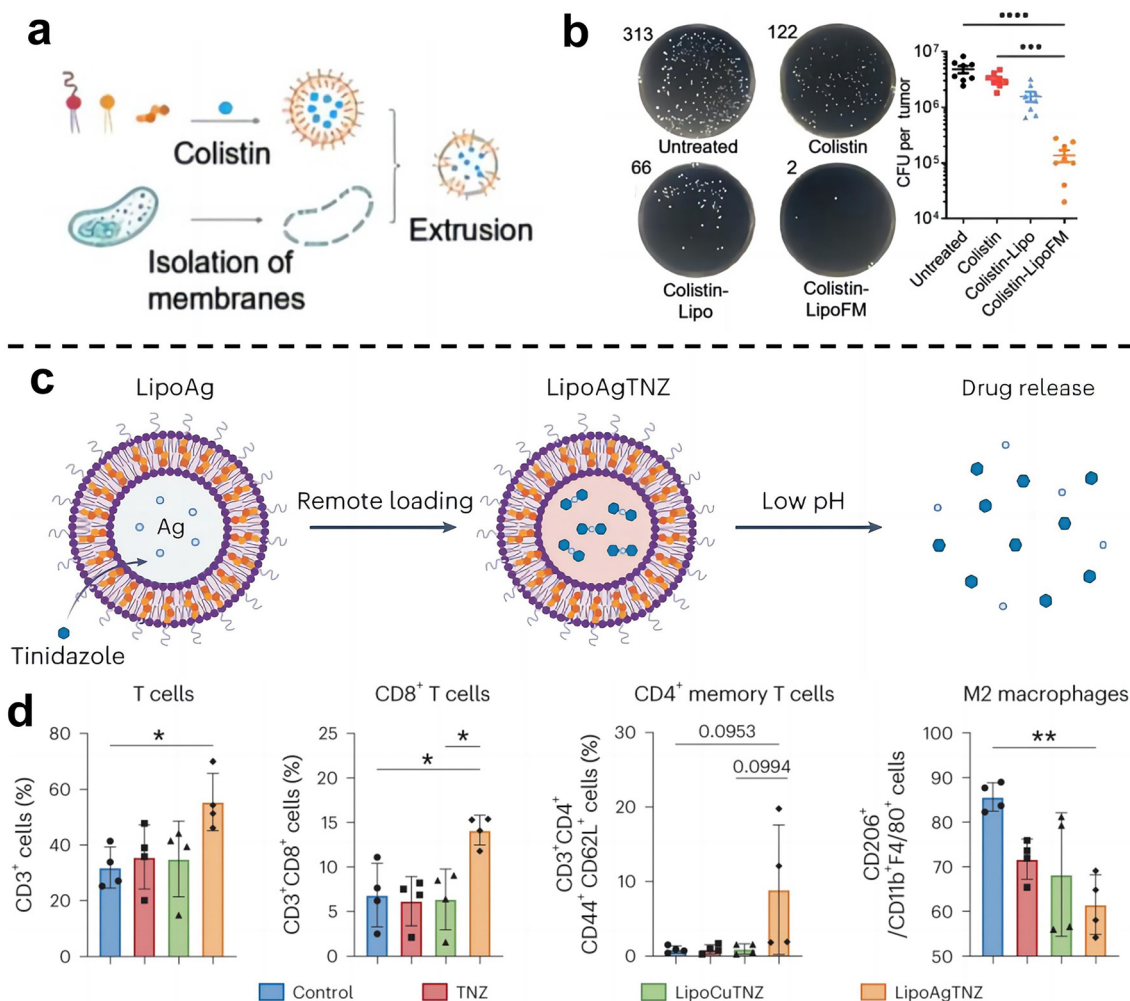 a
Colistin
Isolation of
membranes
Extrusion
b
313
Untreated
122
Colistin
66
Colistin-
Lipo
2
Colistin-
LipoFM
****
***
CFU per tumor
10⁷
10⁶
10⁵
10⁴
Untreated
Colistin
Colistin-Lipo
Colistin-LipoFM
c
LipoAg
Ag
Tinidazole
Remote loading
LipoAgTNZ
Low pH
Drug release
d
T cells
CD3⁺ cells (%)
80
60
40
20
0
*
CD8⁺ T cells
CD3⁺CD8⁺ cells (%)
25
20
15
10
5
0
*
*
CD4⁺ memory T cells
CD3⁺CD4⁺
CD44⁺ CD62L⁺ cells (%)
30
20
10
0
0.0953
0.0994
M2 macrophages
CD206⁺
/CD11b⁺F4/80⁺ cells
100
90
80
70
60
50
**
Control
TNZ
LipoCuTNZ
LipoAgTNZ